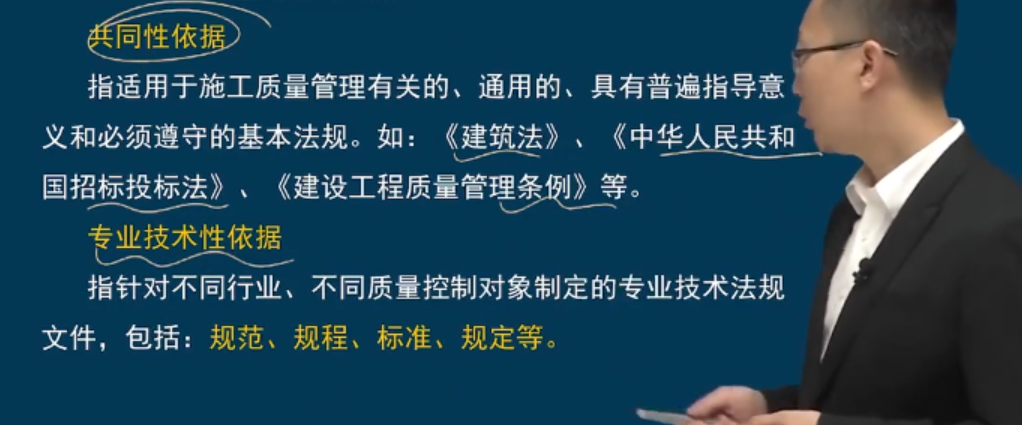 共同性依据
指适用于施工质量管理有关的、通用的、具有普遍指导意
义和必须遵守的基本法规。如：《建筑法》、《中华人民共和
国招标投标法》、《建设工程质量管理条例》等。
专业技术性依据
指针对不同行业、不同质量控制对象制定的专业技术法规
文件，包括：规范、规程、标准、规定等。